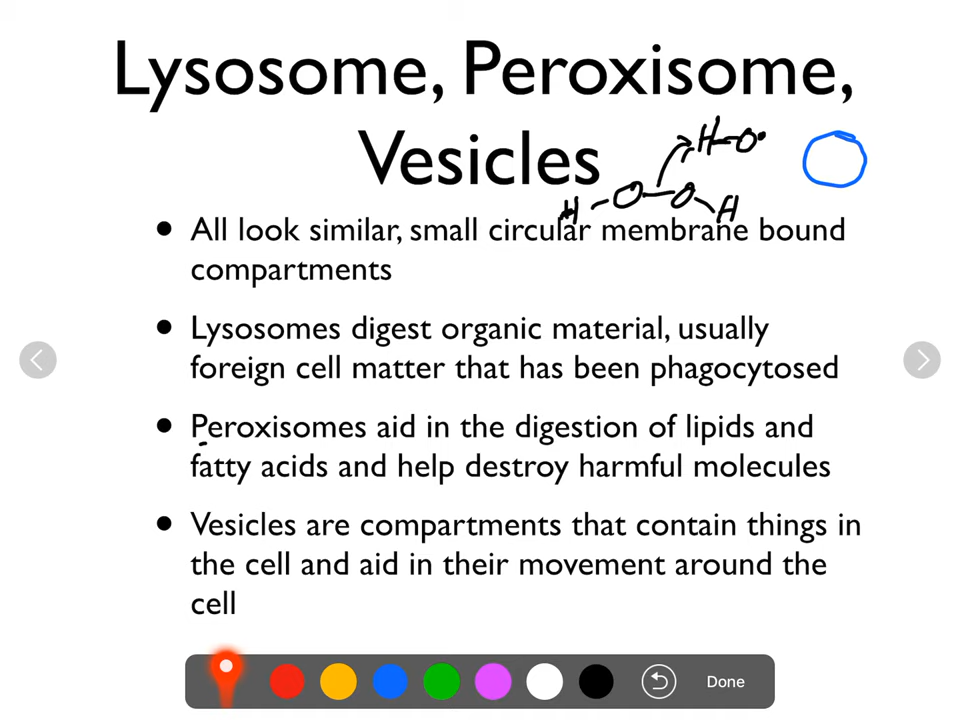 Lysosome, Peroxisome,
Vesicles
H-O•
H-O-O-H
• All look similar, small circular membrane bound
compartments
• Lysosomes digest organic material, usually
foreign cell matter that has been phagocytosed
• Peroxisomes aid in the digestion of lipids and
fatty acids and help destroy harmful molecules
• Vesicles are compartments that contain things in
the cell and aid in their movement around the
cell
Done